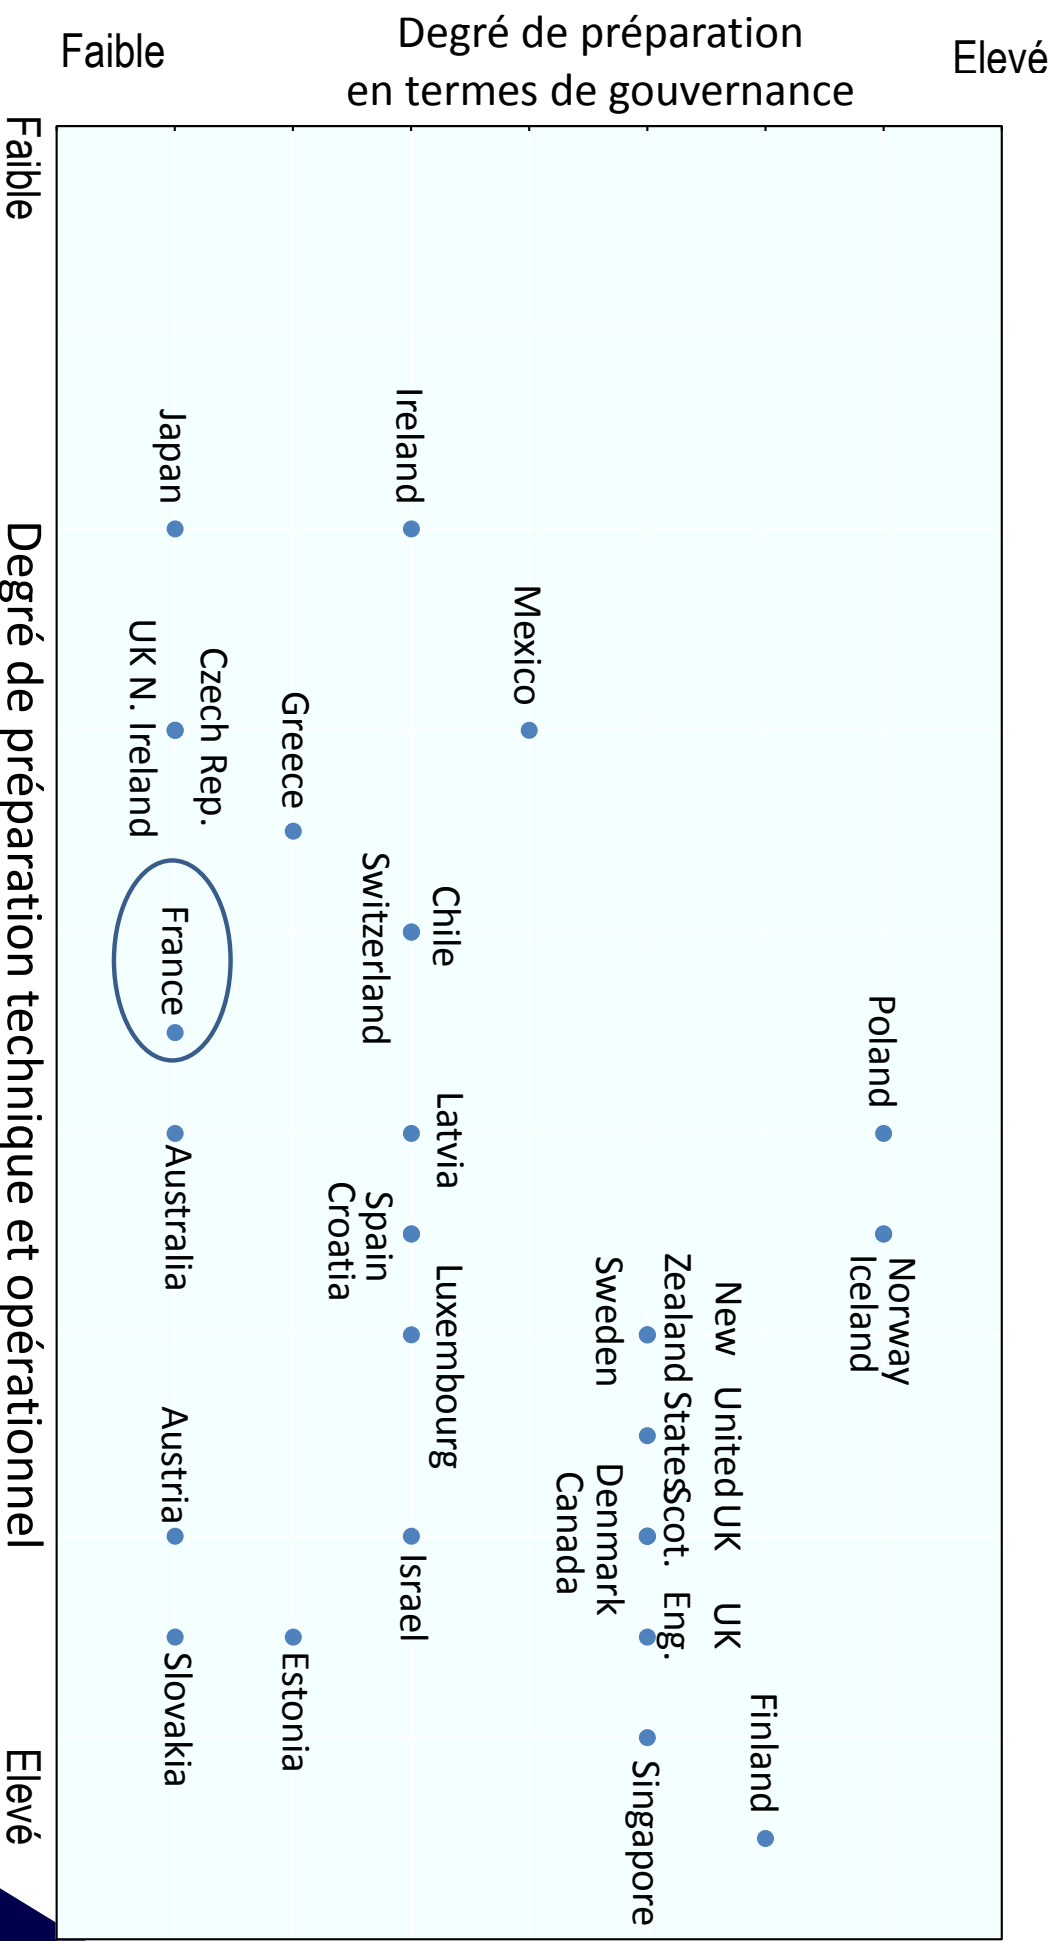 Faible
Degré de préparation
en termes de gouvernance
Elevé
Faible
Degré de préparation technique et opérationnel
Elevé
Poland
Norway
Iceland
Finland
New
Zealand
Sweden
United
States
UK
Scot.
Denmark
Canada
UK
Eng.
Singapore
Mexico
Ireland
Chile
Switzerland
Latvia
Spain
Croatia
Luxembourg
Israel
Greece
Estonia
Japan
Czech Rep.
UK N. Ireland
France
Australia
Austria
Slovakia